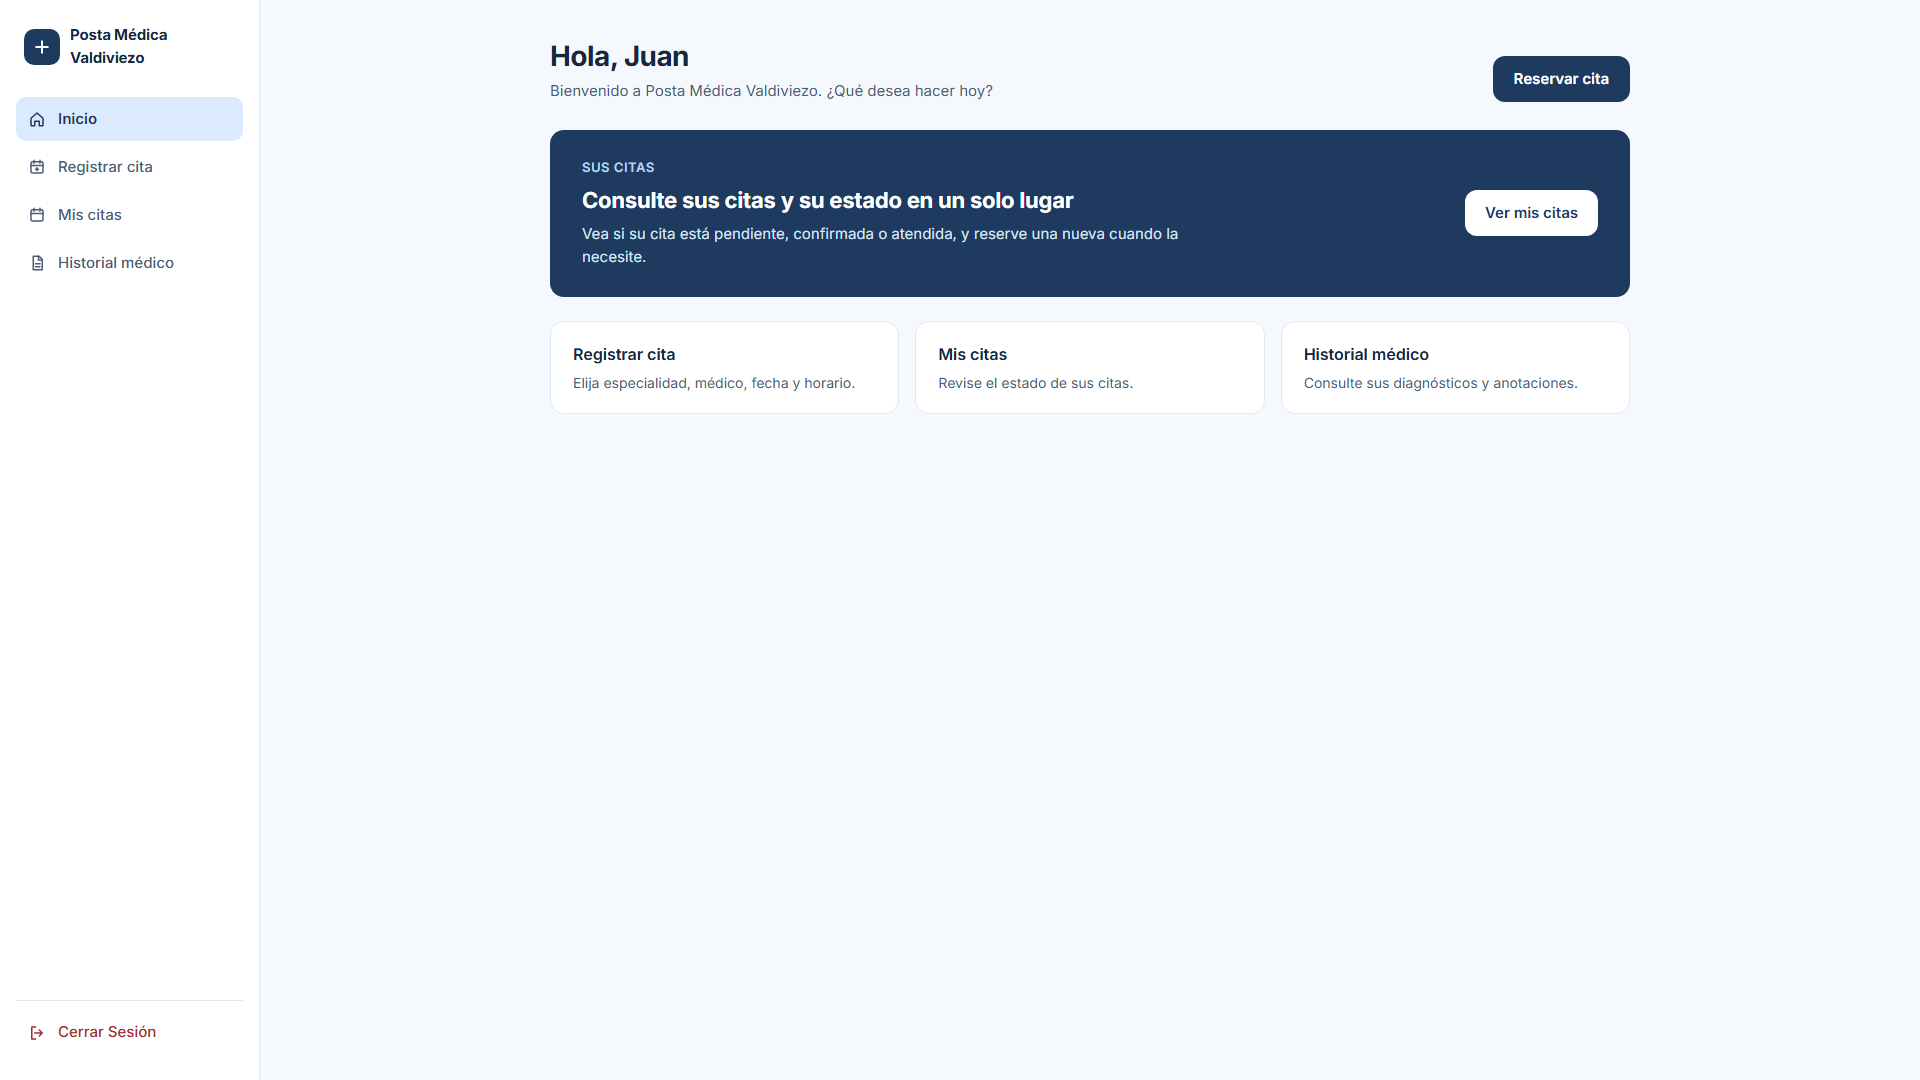 Posta Médica
Valdiviezo
Inicio
Registrar cita
Mis citas
Historial médico
Cerrar Sesión
Hola, Juan
Bienvenido a Posta Médica Valdiviezo. ¿Qué desea hacer hoy?
Reservar cita
SUS CITAS
Consulte sus citas y su estado en un solo lugar
Vea si su cita está pendiente, confirmada o atendida, y reserve una nueva cuando la
necesite.
Ver mis citas
Registrar cita
Elija especialidad, médico, fecha y horario.
Mis citas
Revise el estado de sus citas.
Historial médico
Consulte sus diagnósticos y anotaciones.